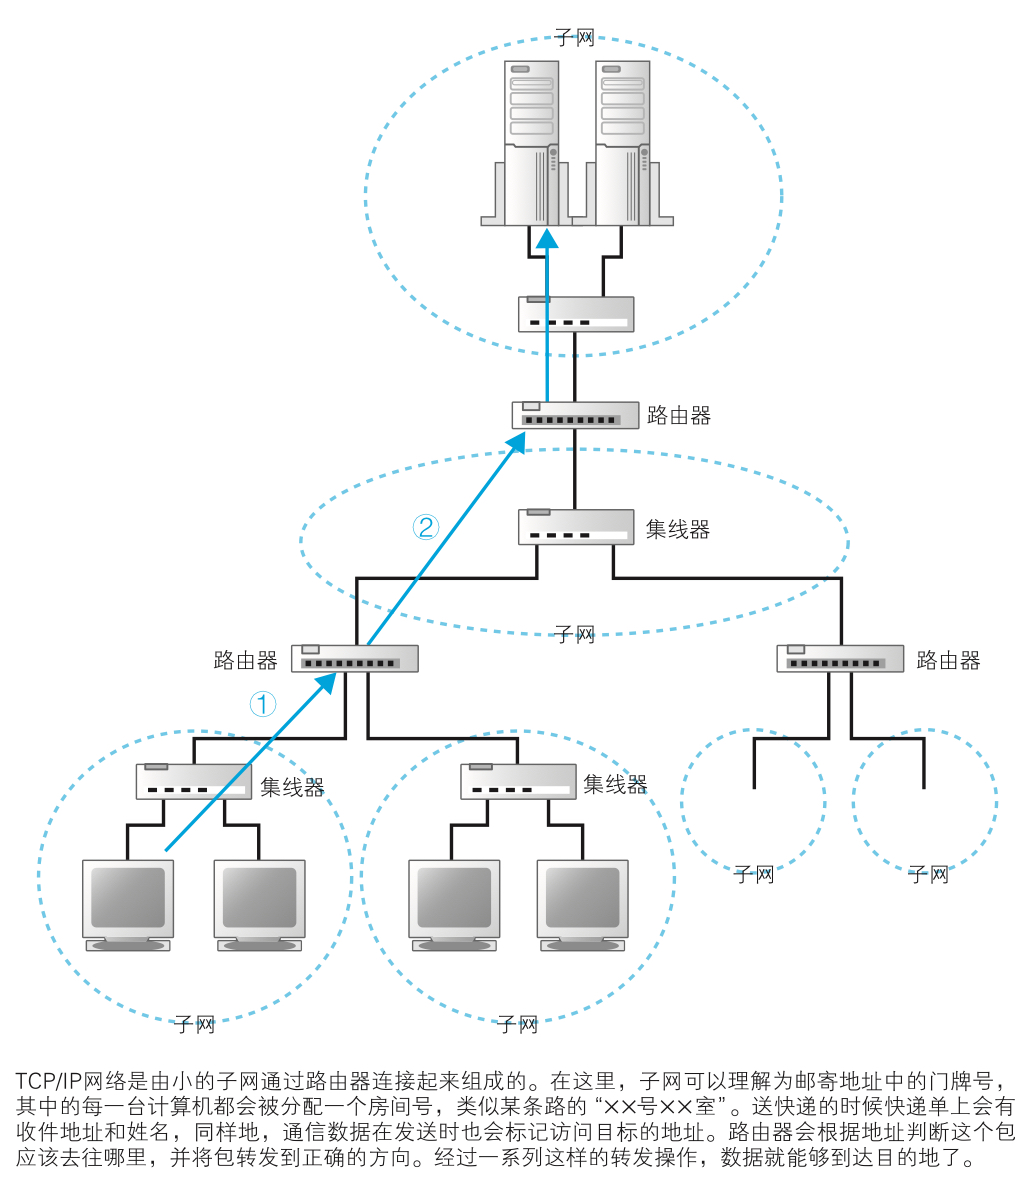 子网
路由器
集线器
②
子网
路由器
路由器
①
集线器
集线器
子网
子网
子网
子网
TCP/IP网络是由小的子网通过路由器连接起来组成的。在这里，子网可以理解为邮寄地址中的门牌号，
其中的每一台计算机都会被分配一个房间号，类似某条路的“××号××室”。送快递的时候快递单上会有
收件地址和姓名，同样地，通信数据在发送时也会标记访问目标的地址。路由器会根据地址判断这个包
应该去往哪里，并将包转发到正确的方向。经过一系列这样的转发操作，数据就能够到达目的地了。